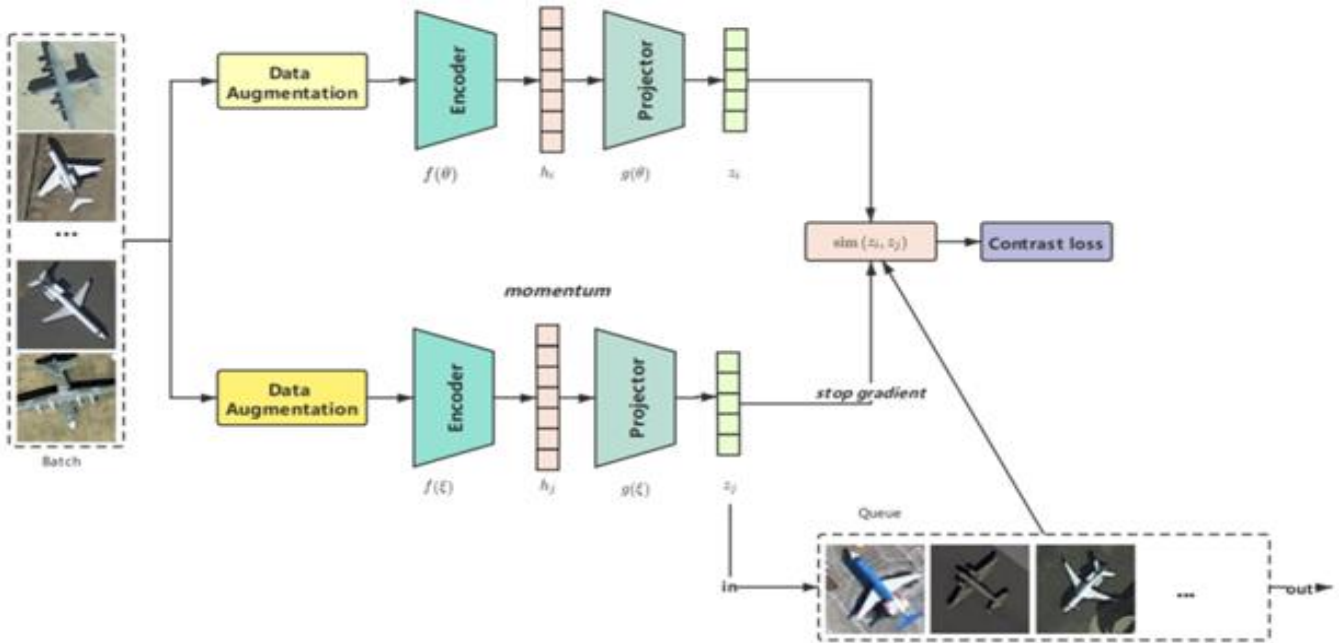 Data
Augmentation
Encoder
Projector
f(θ)
h_i
g(θ)
z_i
...
sim (z_i, z_j)
Contrast loss
momentum
Data
Augmentation
Encoder
Projector
stop gradient
Batch
f(ξ)
h_j
g(ξ)
z_j
Queue
in
...
out